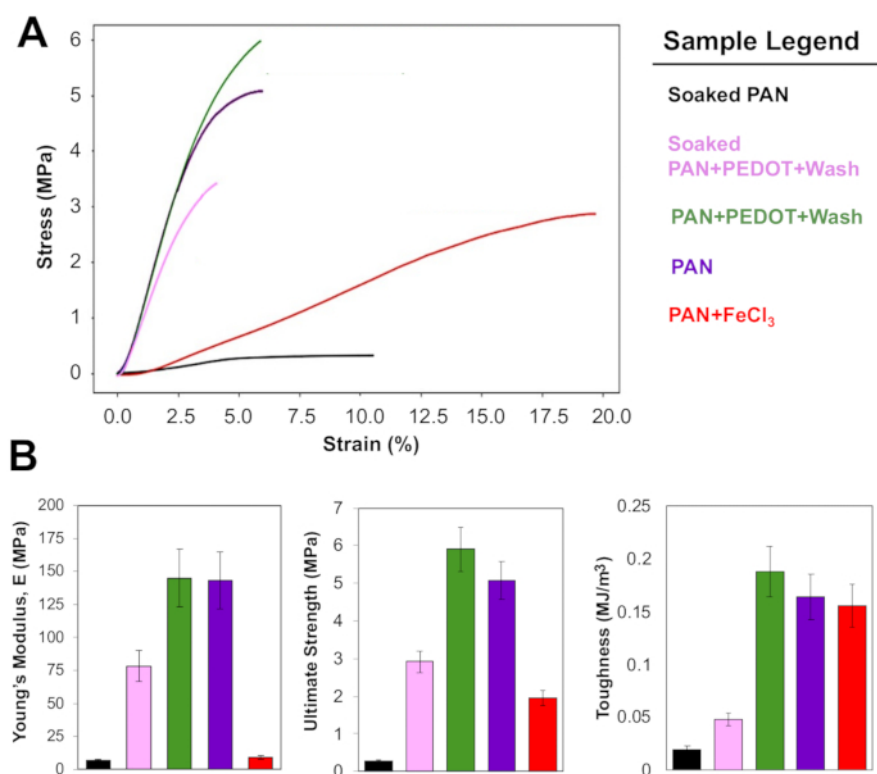 A
Sample Legend
Soaked PAN
Soaked
PAN+PEDOT+Wash
PAN+PEDOT+Wash
PAN
PAN+FeCl₃
Stress (MPa)
6
5
4
3
2
1
0
0.0 2.5 5.0 7.5 10.0 12.5 15.0 17.5 20.0
Strain (%)
B
Young's Modulus, E (MPa)
200
175
150
125
100
75
50
25
0
Ultimate Strength (MPa)
7
6
5
4
3
2
1
0
Toughness (MJ/m³)
0.25
0.2
0.15
0.1
0.05
0